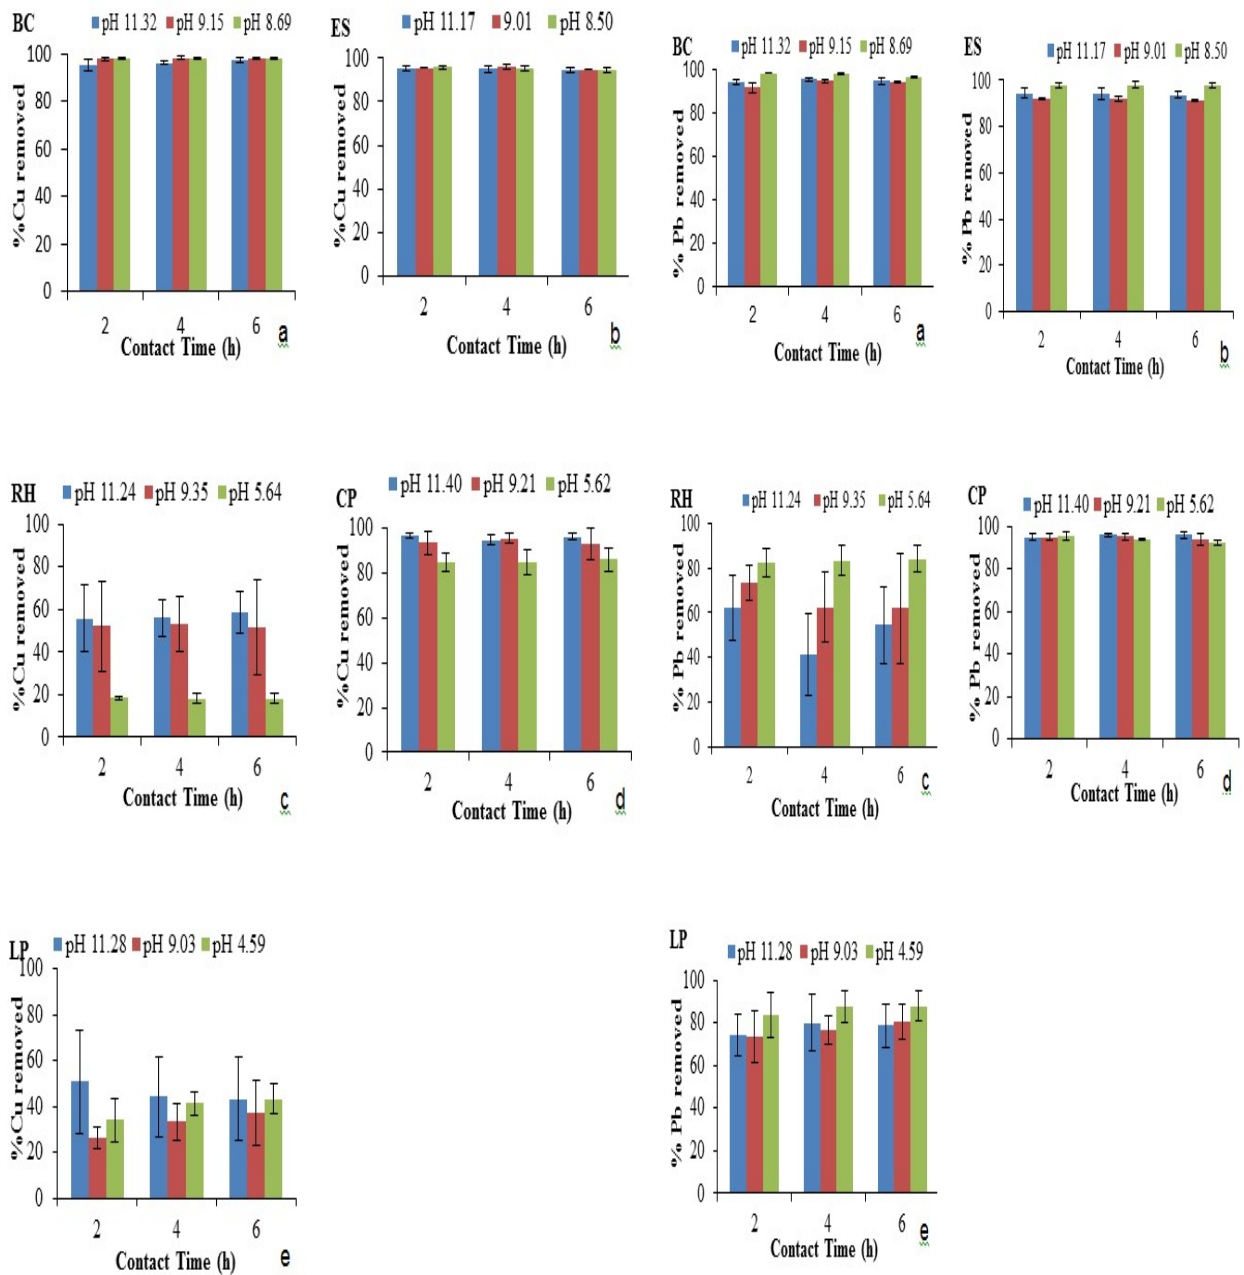 BC
pH 11.32 pH 9.15 pH 8.69
%Cu removed
100
80
60
40
20
0
2 4 6
Contact Time (h)
a
ES
pH 11.17 9.01 pH 8.50
%Cu removed
100
80
60
40
20
0
2 4 6
Contact Time (h)
b
BC
pH 11.32 pH 9.15 pH 8.69
% Pb removed
100
80
60
40
20
0
2 4 6
Contact Time (h)
a
ES
pH 11.17 pH 9.01 pH 8.50
% Pb removed
100
80
60
40
20
0
2 4 6
Contact Time (h)
b
RH
pH 11.24 pH 9.35 pH 5.64
%Cu removed
100
80
60
40
20
0
2 4 6
Contact Time (h)
c
CP
pH 11.40 pH 9.21 pH 5.62
%Cu removed
100
80
60
40
20
0
2 4 6
Contact Time (h)
d
RH
pH 11.24 pH 9.35 pH 5.64
% Pb removed
100
80
60
40
20
0
2 4 6
Contact Time (h)
c
CP
pH 11.40 pH 9.21 pH 5.62
% Pb removed
100
80
60
40
20
0
2 4 6
Contact Time (h)
d
LP
pH 11.28 pH 9.03 pH 4.59
%Cu removed
100
80
60
40
20
0
2 4 6
Contact Time (h)
e
LP
pH 11.28 pH 9.03 pH 4.59
% Pb removed
100
80
60
40
20
0
2 4 6
Contact Time (h)
e